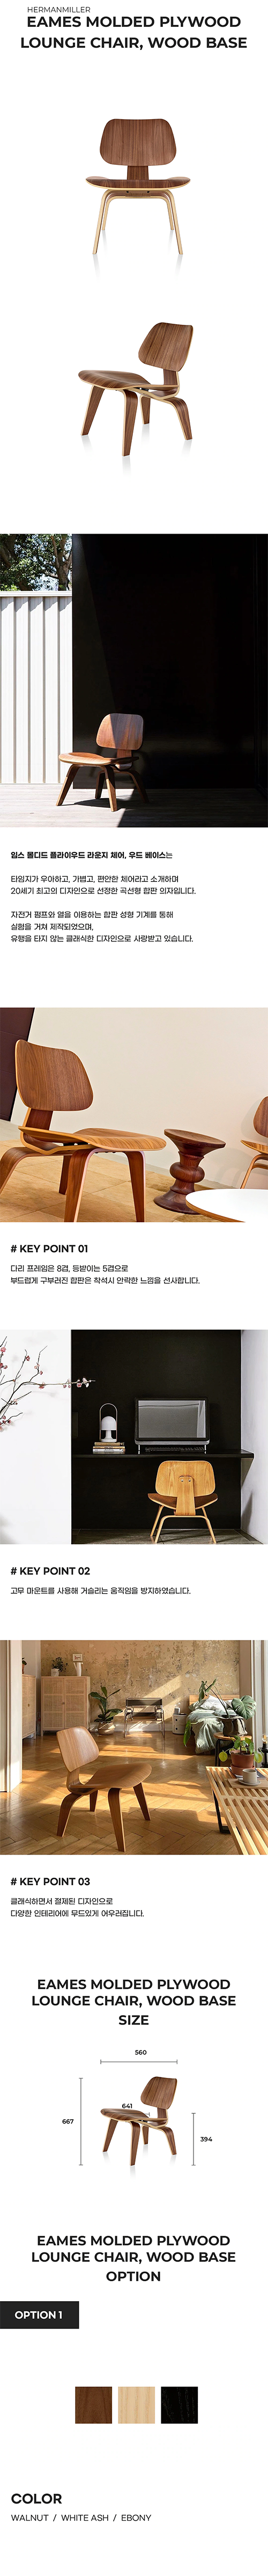 HERMANMILLER
EAMES MOLDED PLYWOOD
LOUNGE CHAIR, WOOD BASE
임스 몰디드 플라이우드 라운지 체어, 우드 베이스는
타임지가 우아하고, 가볍고, 편안한 체어라고 소개하며
20세기 최고의 디자인으로 선정한 곡선형 합판 의자입니다.
자전거 펌프와 열을 이용하는 합판 성형 기계를 통해
실험을 거쳐 제작되었으며,
유행을 타지 않는 클래식한 디자인으로 사랑받고 있습니다.
# KEY POINT 01
다리 프레임은 8겹, 등받이는 5겹으로
부드럽게 구부러진 합판은 착석시 안락한 느낌을 선사합니다.
# KEY POINT 02
고무 마운트를 사용해 거슬리는 움직임을 방지하였습니다.
# KEY POINT 03
클래식하면서 절제된 디자인으로
다양한 인테리어에 무드있게 어우러집니다.
EAMES MOLDED PLYWOOD
LOUNGE CHAIR, WOOD BASE
SIZE
560
641
667
394
EAMES MOLDED PLYWOOD
LOUNGE CHAIR, WOOD BASE
OPTION
OPTION 1
COLOR
WALNUT / WHITE ASH / EBONY